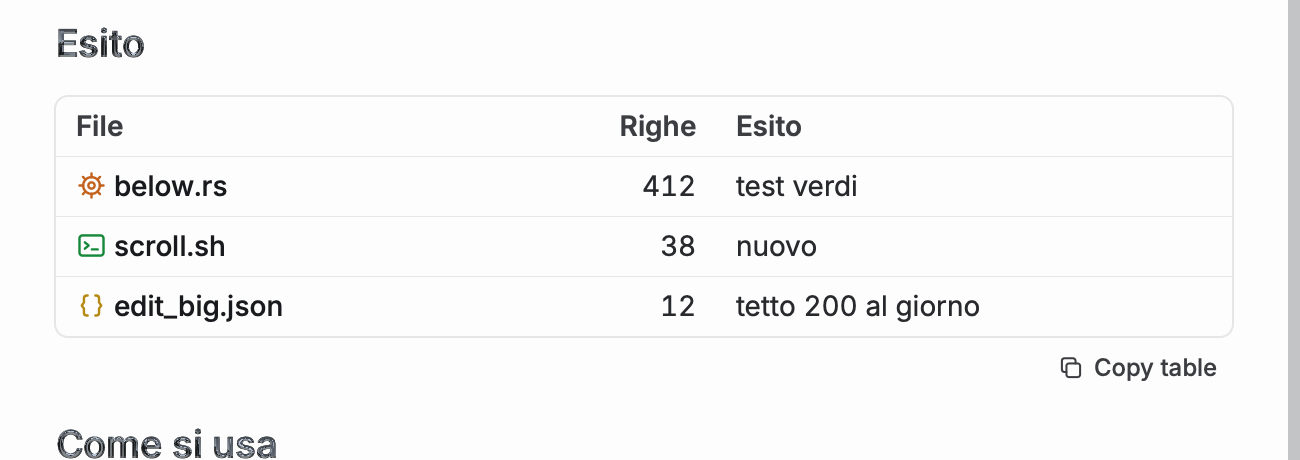 Esito
File Righe Esito
below.rs 412 test verdi
scroll.sh 38 nuovo
edit_big.json 12 tetto 200 al giorno
Copy table
Come si usa